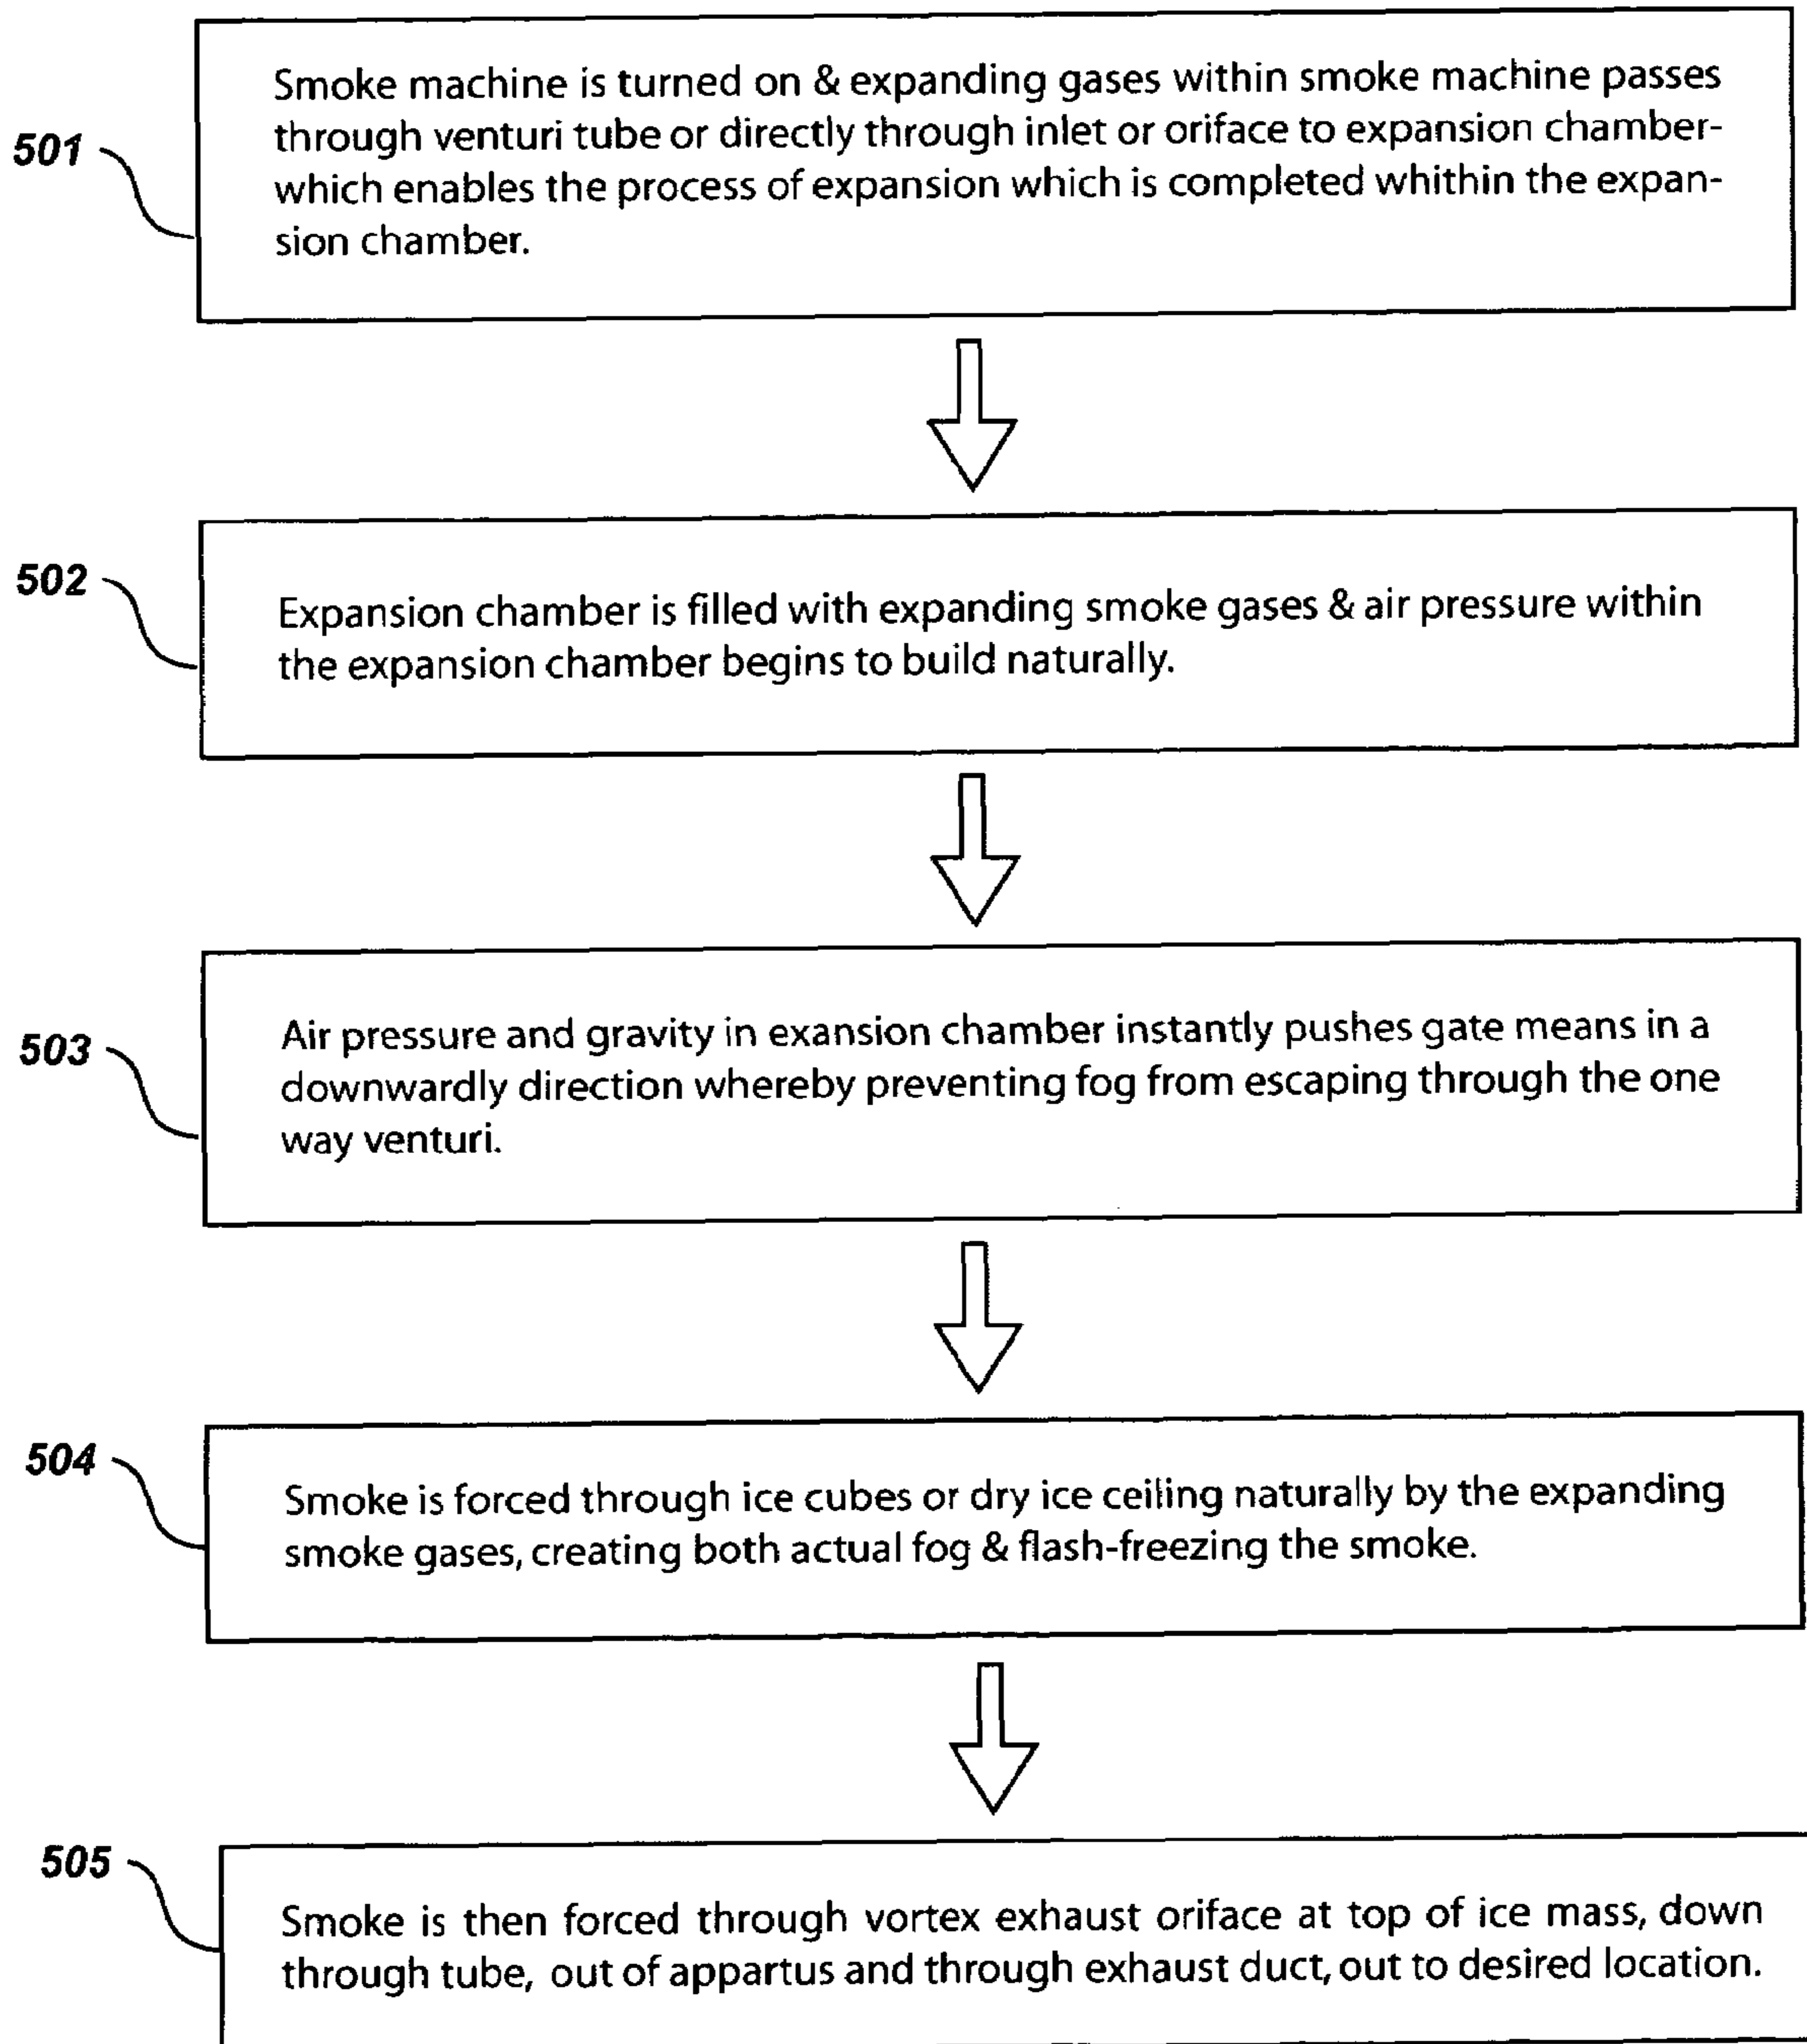 501
Smoke machine is turned on & expanding gases within smoke machine passes
through venturi tube or directly through inlet or oriface to expansion chamber-
which enables the process of expansion which is completed whithin the expan-
sion chamber.
502
Expansion chamber is filled with expanding smoke gases & air pressure within
the expansion chamber begins to build naturally.
503
Air pressure and gravity in exansion chamber instantly pushes gate means in a
downwardly direction whereby preventing fog from escaping through the one
way venturi.
504
Smoke is forced through ice cubes or dry ice ceiling naturally by the expanding
smoke gases, creating both actual fog & flash-freezing the smoke.
505
Smoke is then forced through vortex exhaust oriface at top of ice mass, down
through tube, out of appartus and through exhaust duct, out to desired location.